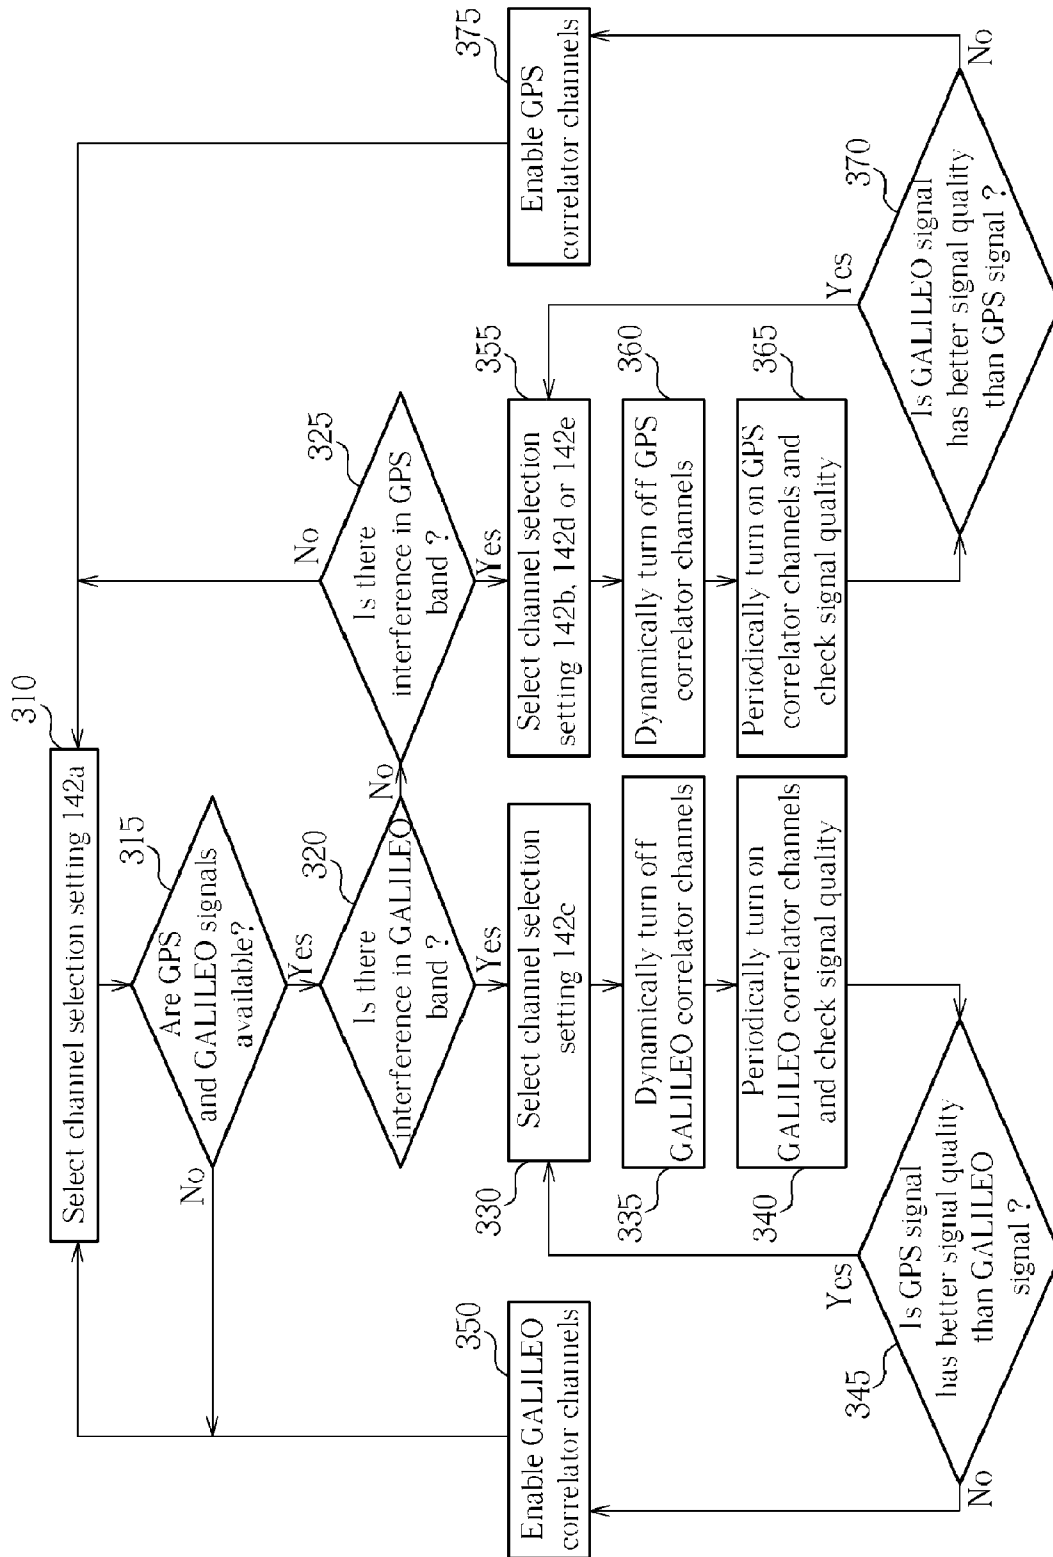 310
Select channel selection setting 142a
315
Are GPS
and GALILEO signals
available?
No
Yes
320
Is there
interference in GALILEO
band ?
No
Yes
325
Is there
interference in GPS
band ?
No
Yes
330
Select channel selection
setting 142c
335
Dynamically turn off
GALILEO correlator channels
340
Periodically turn on
GALILEO correlator channels
and check signal quality
345
Is GPS signal
has better signal quality
than GALILEO
signal ?
Yes
No
350
Enable GALILEO
correlator channels
355
Select channel selection
setting 142b, 142d or 142e
360
Dynamically turn off GPS
correlator channels
365
Periodically turn on GPS
correlator channels and
check signal quality
370
Is GALILEO signal
has better signal quality
than GPS signal ?
Yes
No
375
Enable GPS
correlator channels